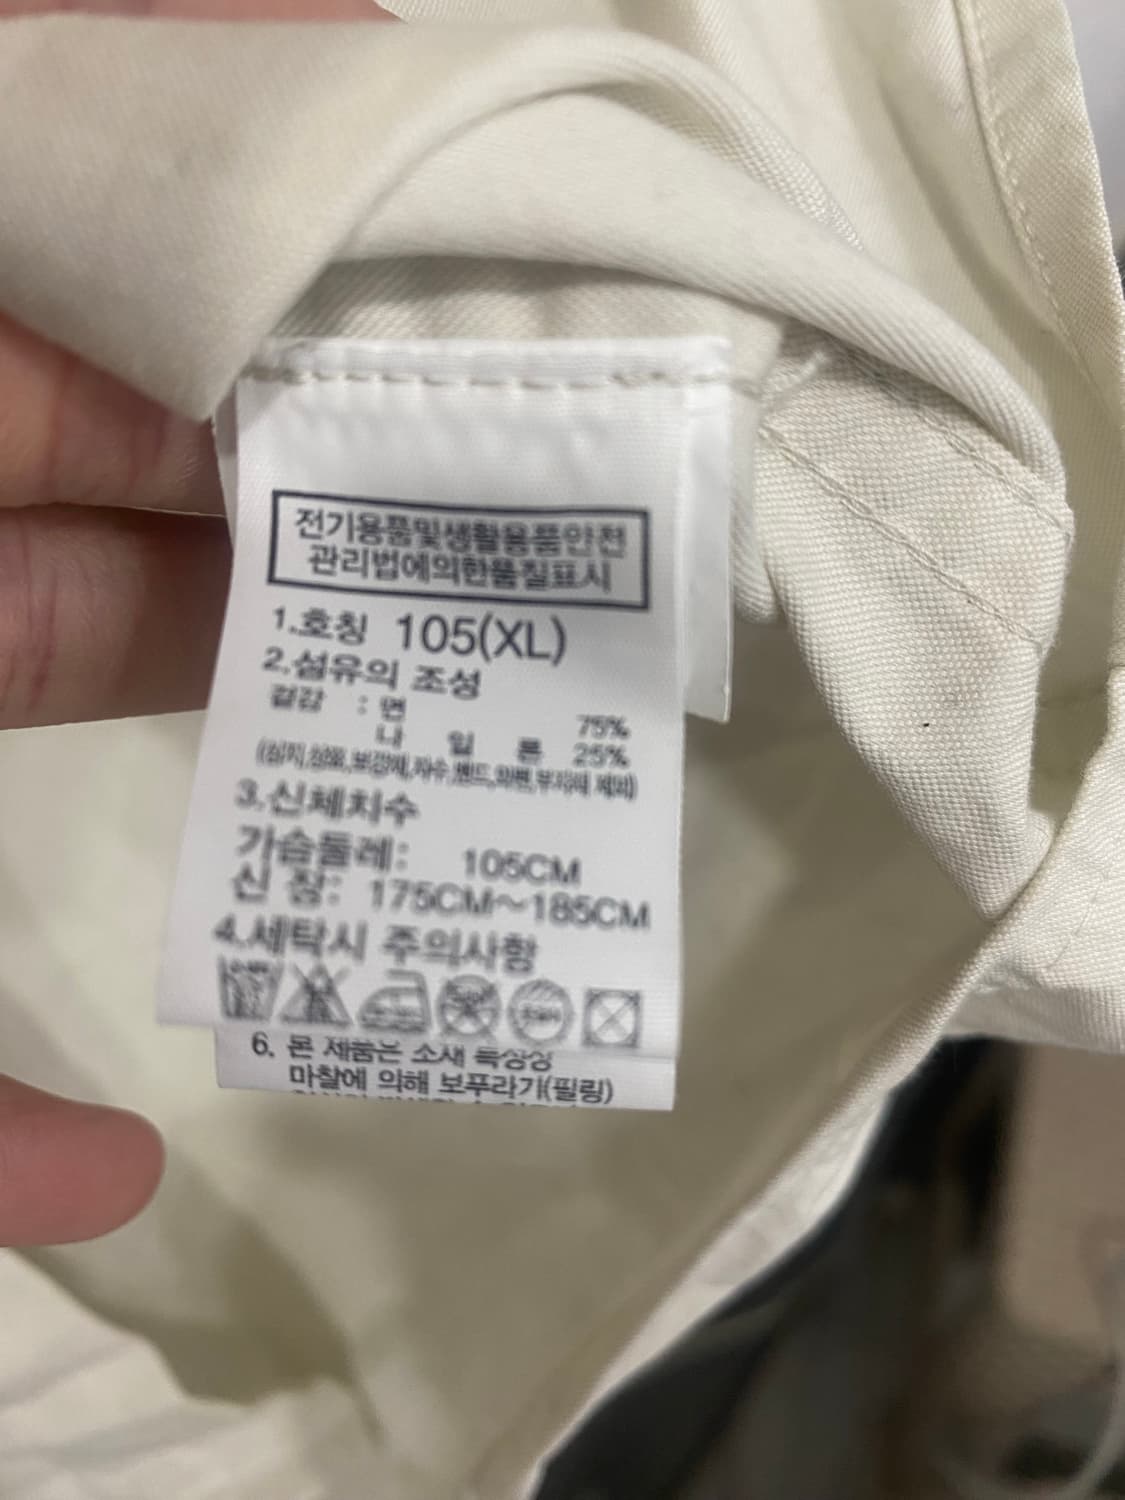 전기용품및생활용품안전
관리법에의한품질표시
1.호칭 105(XL)
2.섬유의 조성
겉감 : 면 75%
나 일 론 25%
3.신체치수
가슴둘레: 105CM
신 장: 175CM~185CM
4.세탁시 주의사항
6. 본 제품은 소재 특성상
마찰에 의해 보푸라기(필링)